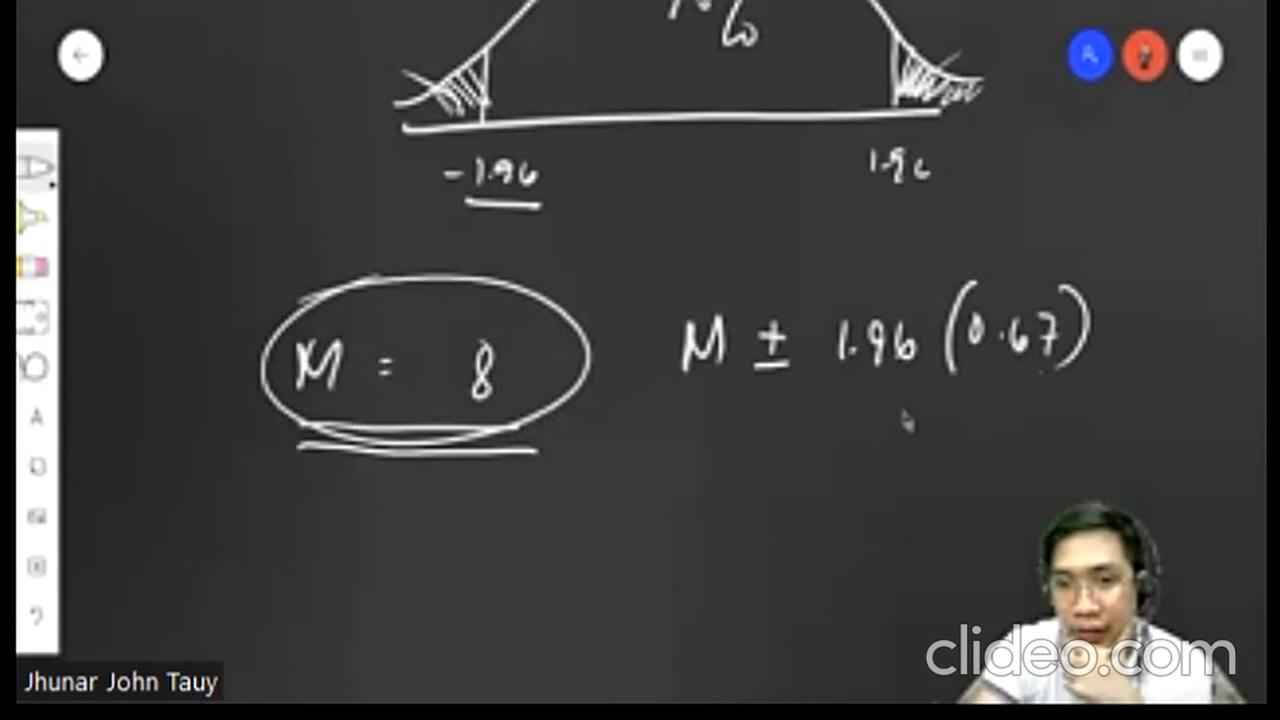 -1.96 1.96
M = 8 M ± 1.96 (0.67)
A
?
clideo.com
Jhunar John Tauy